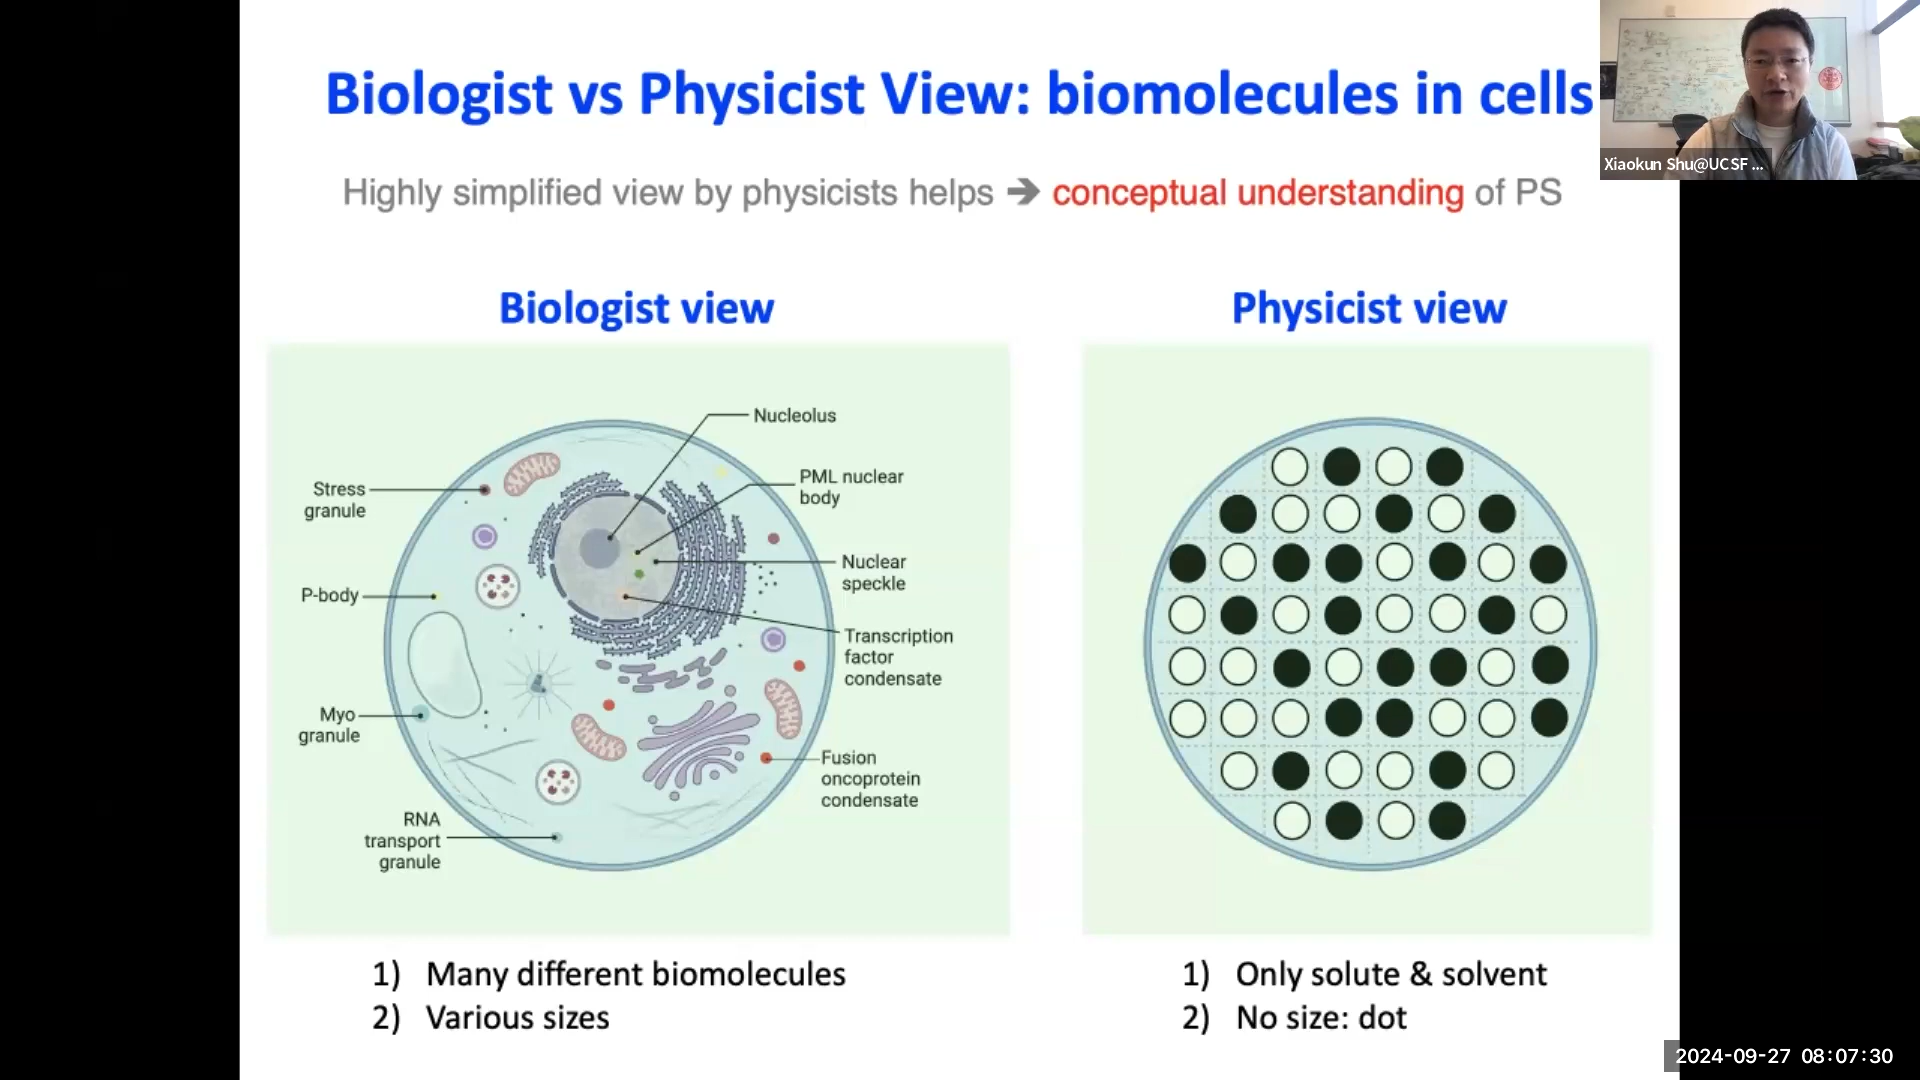 Biologist vs Physicist View: biomolecules in cells
Xiaokun Shu@UCSF ...
Highly simplified view by physicists helps ➔ conceptual understanding of PS
Biologist view
Physicist view
Nucleolus
PML nuclear
body
Stress
granule
Nuclear
speckle
P-body
Transcription
factor
condensate
Myo
granule
Fusion
oncoprotein
condensate
RNA
transport
granule
1) Many different biomolecules
2) Various sizes
1) Only solute & solvent
2) No size: dot
2024-09-27 08:07:30